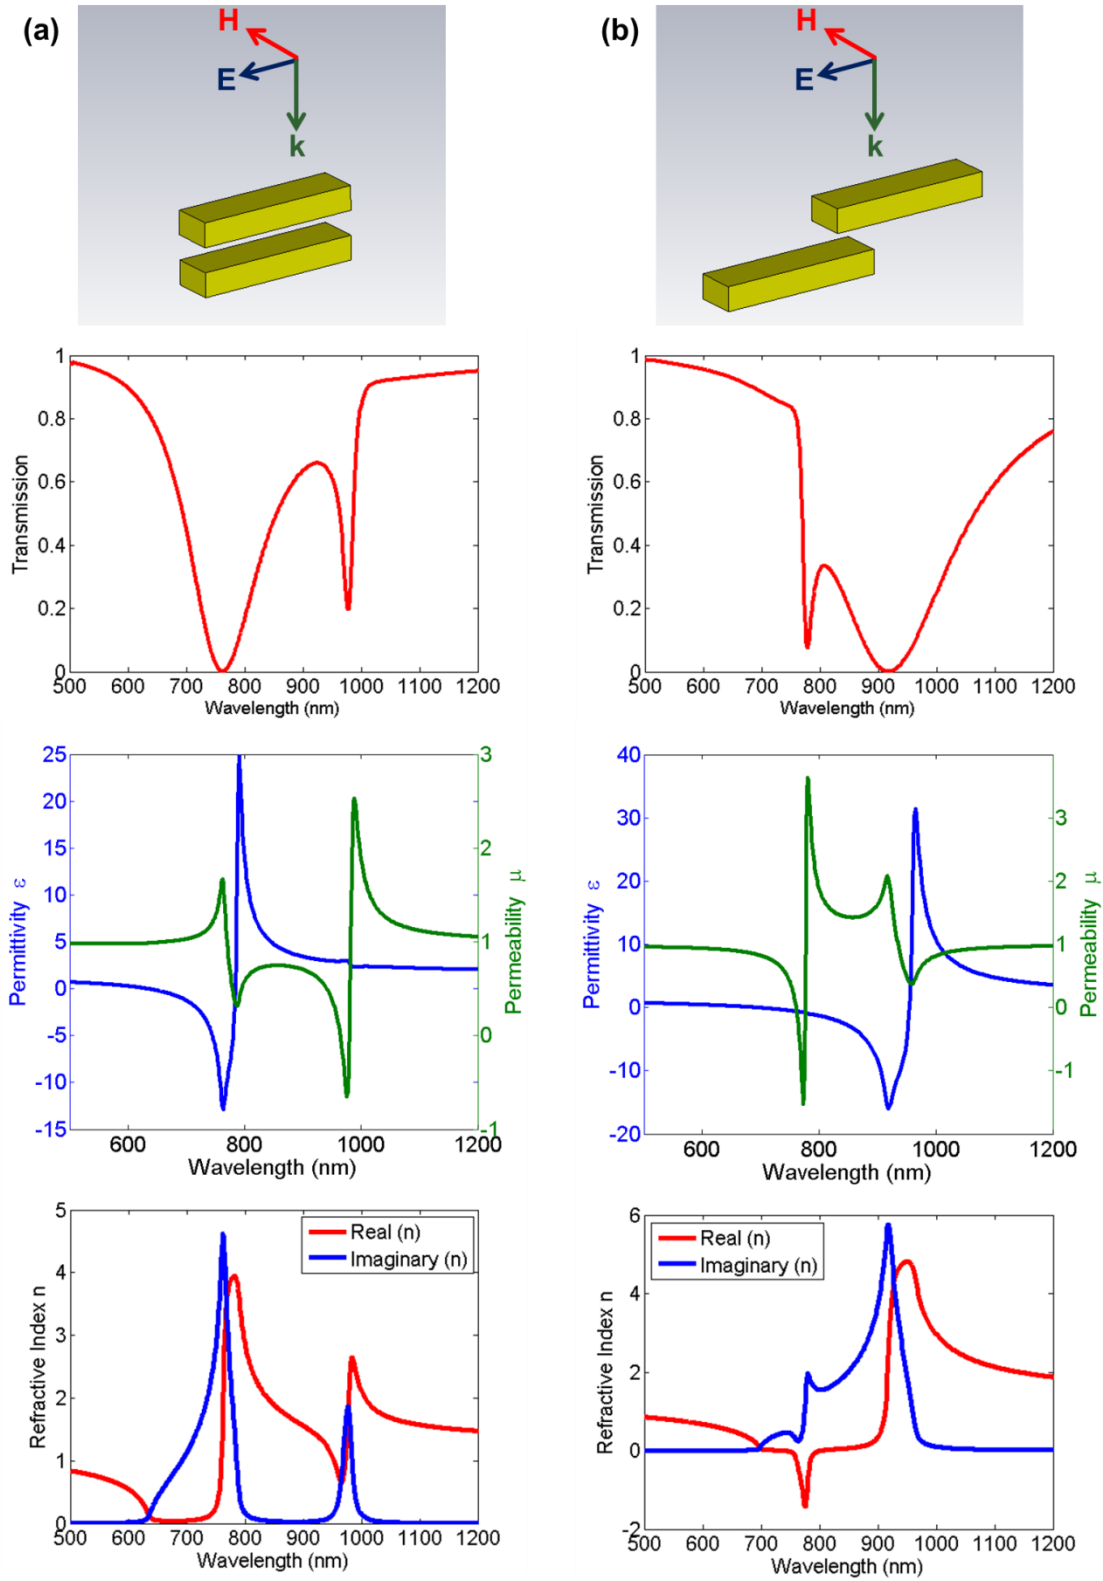 (a)
H
E
k
(b)
H
E
k
1
0.8
0.6
0.4
0.2
0
Transmission
500 600 700 800 900 1000 1100 1200
Wavelength (nm)
1
0.8
0.6
0.4
0.2
0
Transmission
500 600 700 800 900 1000 1100 1200
Wavelength (nm)
25
20
15
10
5
0
-5
-10
-15
Permittivity ε
3
2
1
0
-1
Permeability μ
600 800 1000 1200
Wavelength (nm)
40
30
20
10
0
-10
-20
Permittivity ε
3
2
1
0
-1
Permeability μ
600 800 1000 1200
Wavelength (nm)
5
4
3
2
1
0
Refractive Index n
Real (n)
Imaginary (n)
500 600 700 800 900 1000 1100 1200
Wavelength (nm)
6
4
2
0
-2
Refractive Index n
Real (n)
Imaginary (n)
500 600 700 800 900 1000 1100 1200
Wavelength (nm)